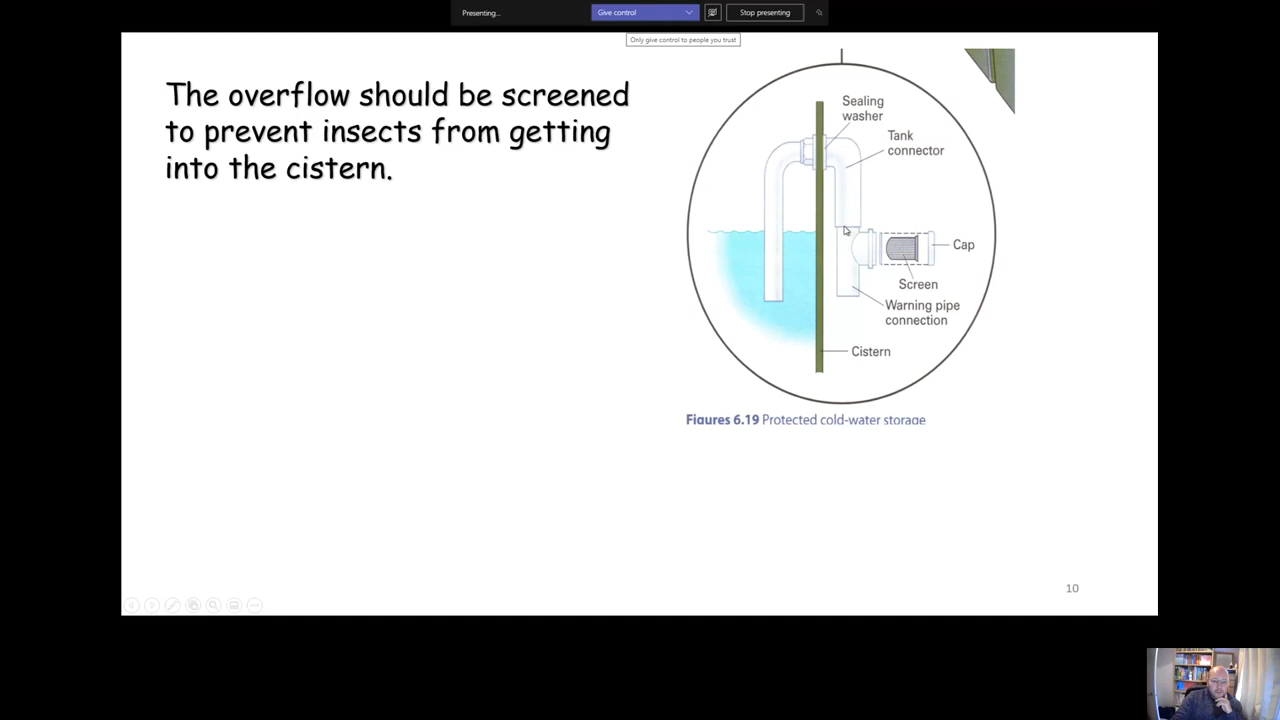 Presenting...
Give control
Stop presenting
Only give control to people you trust
The overflow should be screened
to prevent insects from getting
into the cistern.
Sealing
washer
Tank
connector
Cap
Screen
Warning pipe
connection
Cistern
Figures 6.19 Protected cold-water storage
10